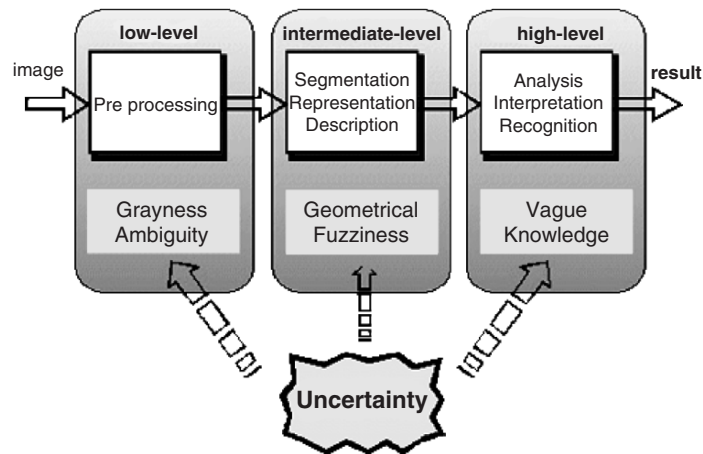 low-level
intermediate-level
high-level
image
result
Pre processing
Segmentation
Representation
Description
Analysis
Interpretation
Recognition
Grayness
Ambiguity
Geometrical
Fuzziness
Vague
Knowledge
Uncertainty